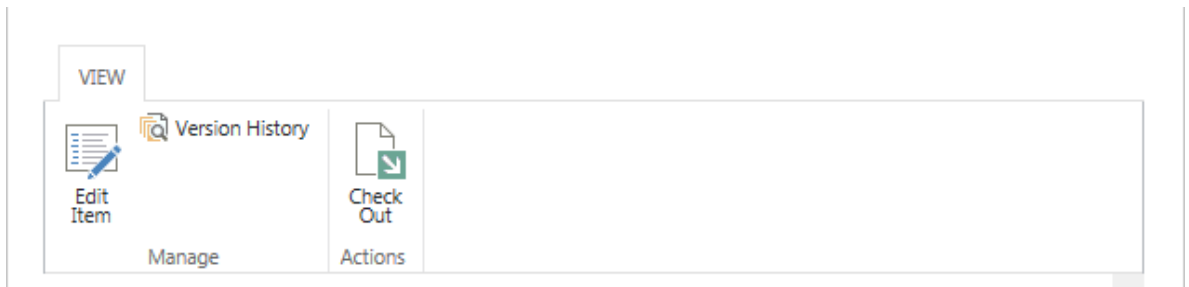 VIEW
Version History
Edit
Item
Check
Out
Manage
Actions